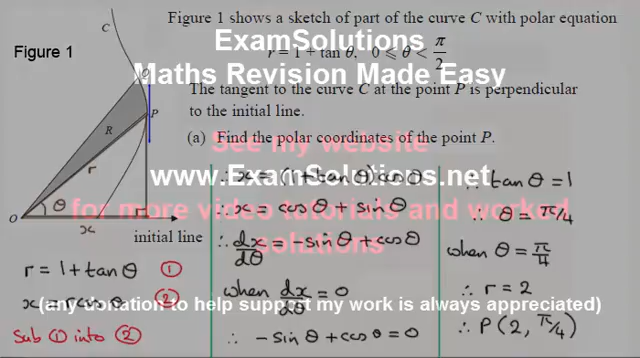 Figure 1 shows a sketch of part of the curve C with polar equation
ExamSolutions
Figure 1
r = 1 + tan θ, 0 ⩽ θ < π/2
Maths Revision Made Easy
The tangent to the curve C at the point P is perpendicular
to the initial line.
(a) Find the polar coordinates of the point P.
See my website
www.ExamSolutions.net
for more video tutorials and worked
solutions
(any donation to help support my work is always appreciated)
C
Q
P
R
r
θ
O
x
initial line
r = 1 + tan θ ①
x = r cos θ ②
Sub ① into ②
∴ x = (1 + tan θ) cos θ
∴ x = cos θ + sin θ
∴ dx/dθ = -sin θ + cos θ
when dx/dθ = 0
∴ -sin θ + cos θ = 0
∴ tan θ = 1
∴ θ = π/4
when θ = π/4
∴ r = 2
∴ P(2, π/4)